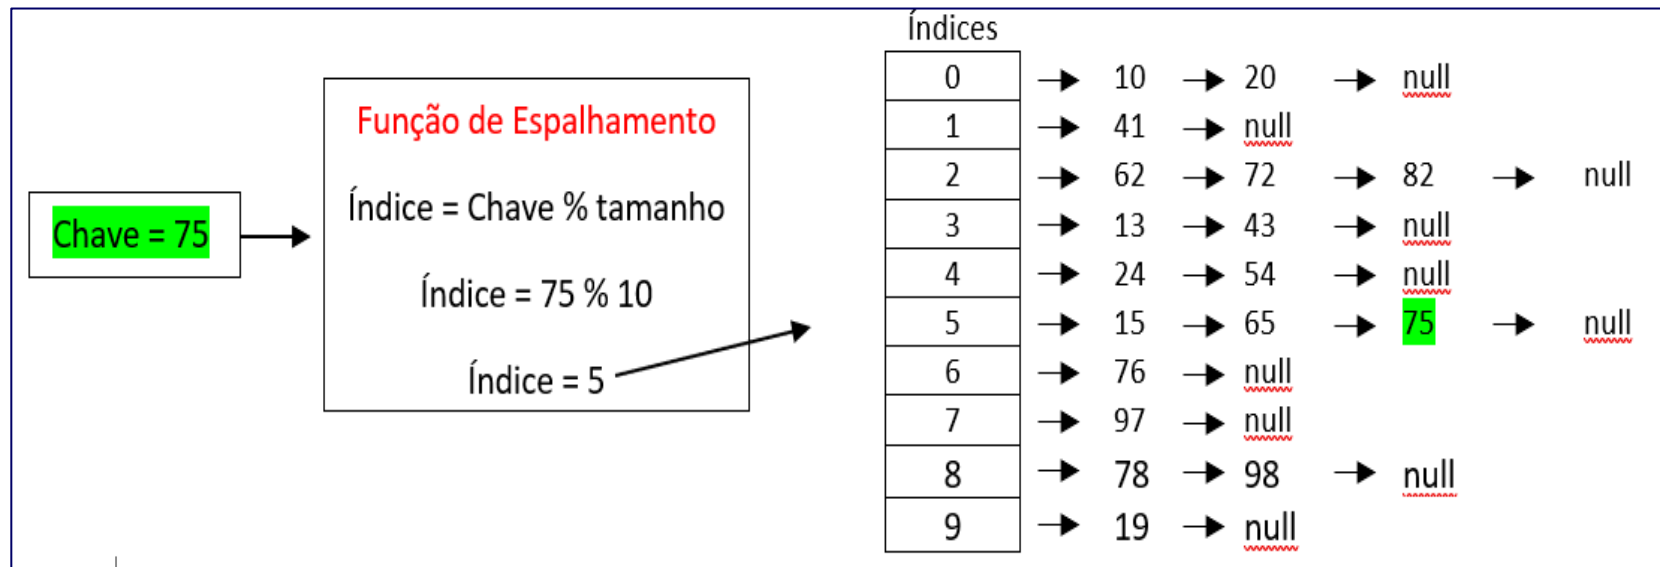 Chave = 75
Função de Espalhamento
Índice = Chave % tamanho
Índice = 75 % 10
Índice = 5
Índices
0 10 20 null
1 41 null
2 62 72 82 null
3 13 43 null
4 24 54 null
5 15 65 75 null
6 76 null
7 97 null
8 78 98 null
9 19 null